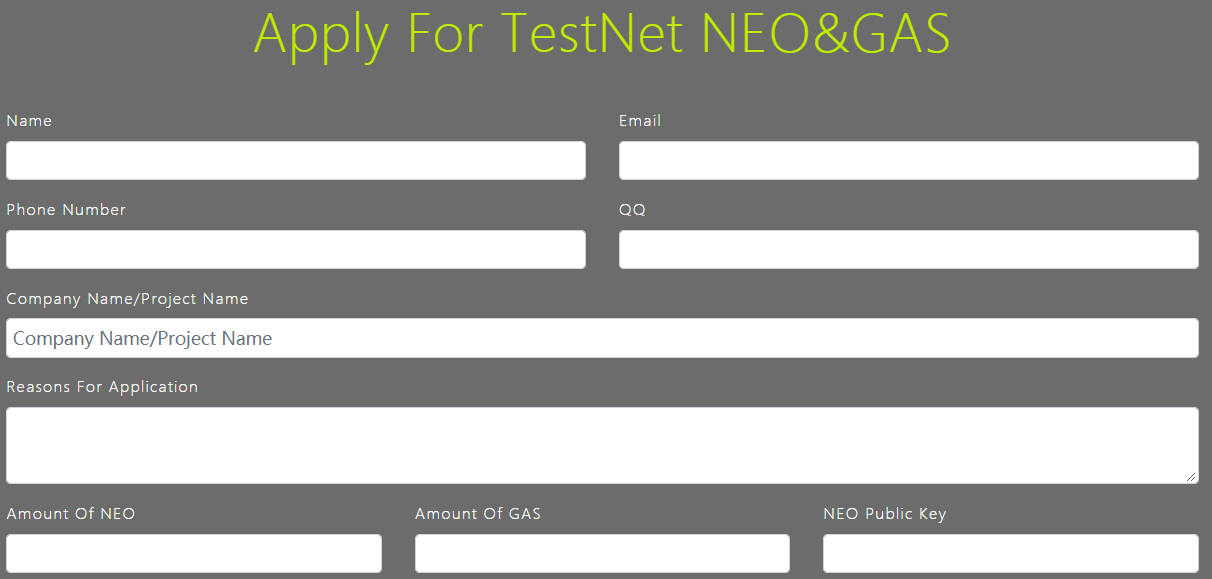 Apply For TestNet NEO&GAS
Name
Email
Phone Number
QQ
Company Name/Project Name
Company Name/Project Name
Reasons For Application
Amount Of NEO
Amount Of GAS
NEO Public Key